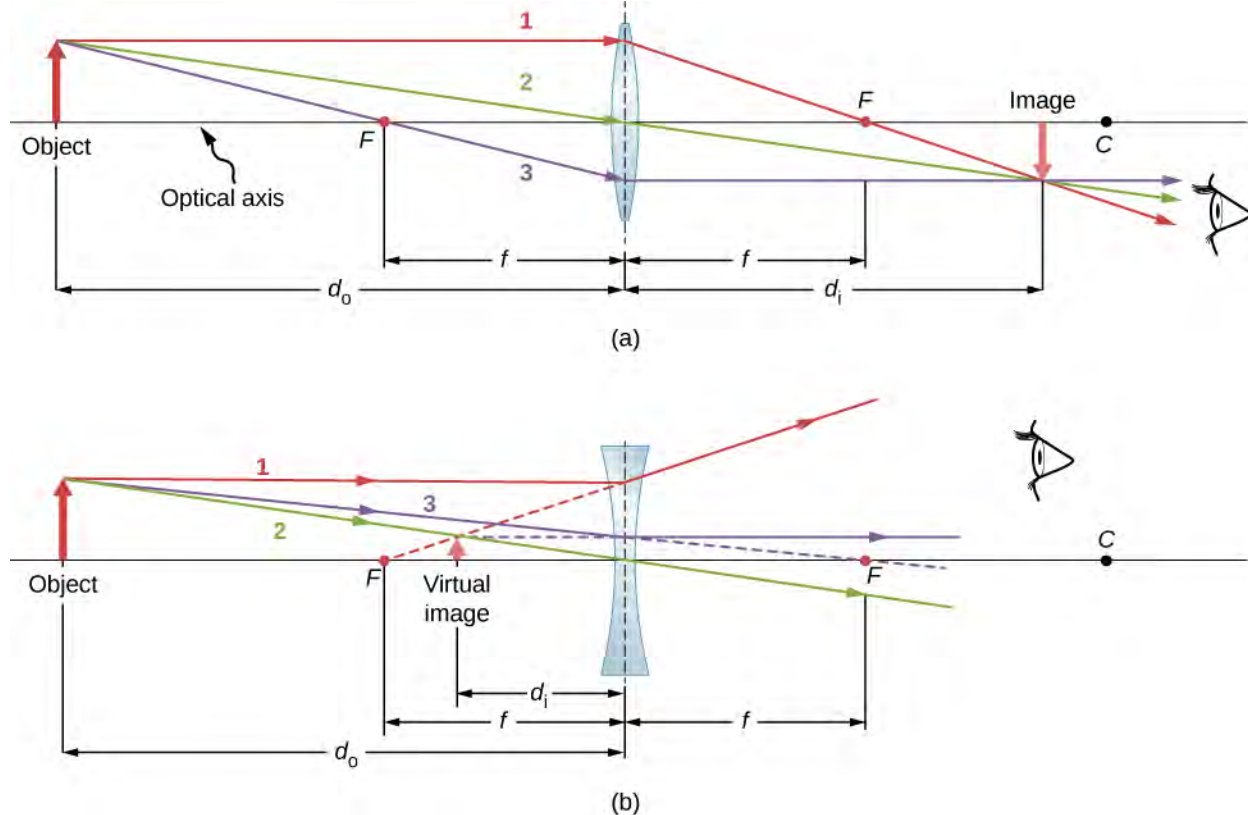 1
2
F
Image
Object
F
3
C
Optical axis
f
f
dₒ
dᵢ
(a)
1
3
2
Object
F
Virtual
image
F
C
dᵢ
f
f
dₒ
(b)